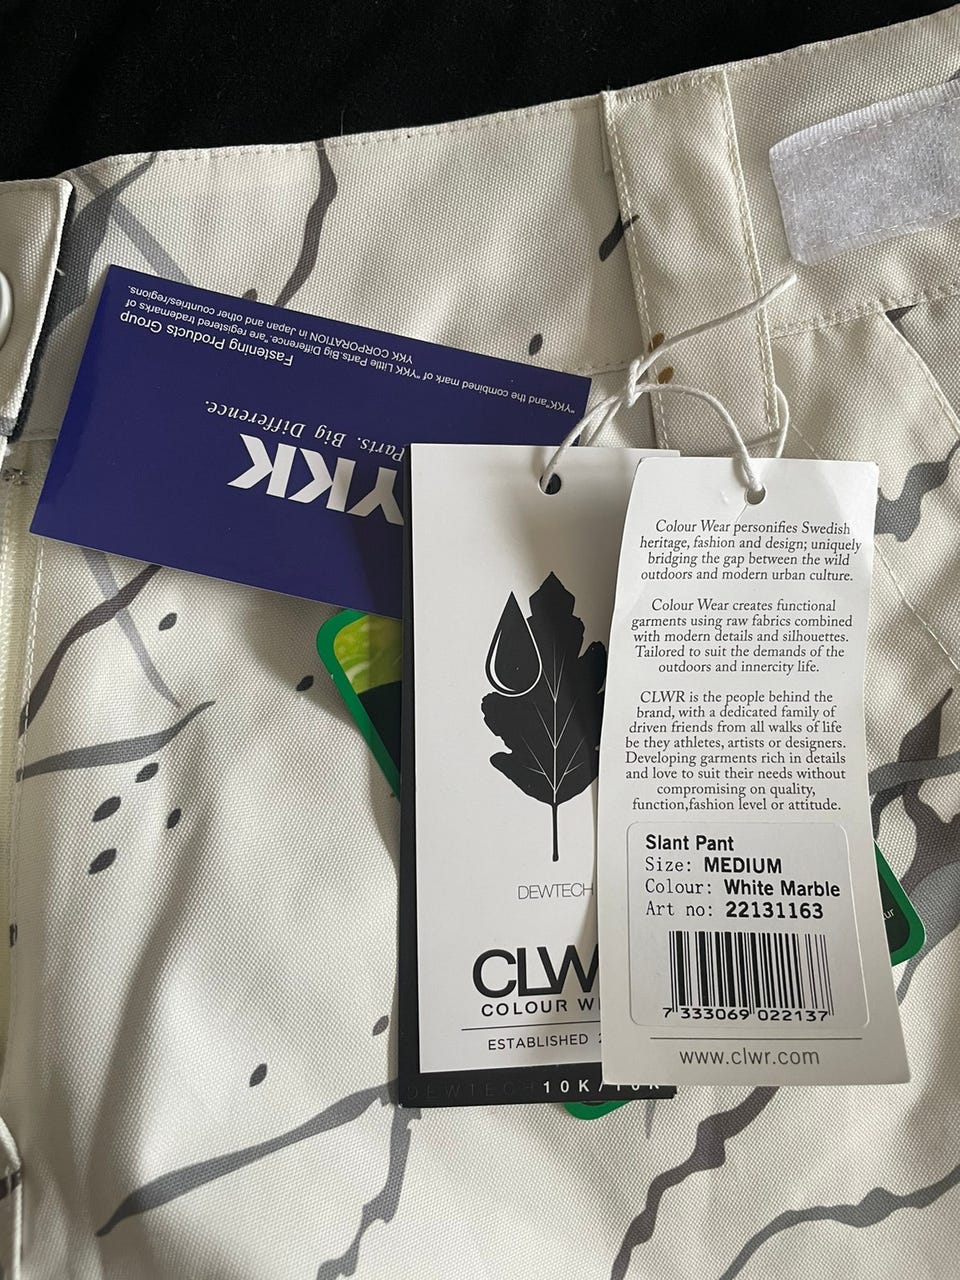 Fastening Products Group
"YKK"and the combined mark of "YKK Little Parts.Big Difference."are registered trademarks of
YKK CORPORATION in Japan and other countries/regions.
YKK
Parts. Big Difference.
DEWTECH
CLW
COLOUR W
ESTABLISHED
DEWTECH 10K/10K
Colour Wear personifies Swedish
heritage, fashion and design; uniquely
bridging the gap between the wild
outdoors and modern urban culture.
Colour Wear creates functional
garments using raw fabrics combined
with modern details and silhouettes.
Tailored to suit the demands of the
outdoors and innercity life.
CLWR is the people behind the
brand, with a dedicated family of
driven friends from all walks of life
be they athletes, artists or designers.
Developing garments rich in details
and love to suit their needs without
compromising on quality,
function,fashion level or attitude.
Slant Pant
Size: MEDIUM
Colour: White Marble
Art no: 22131163
7 333069 022137
www.clwr.com